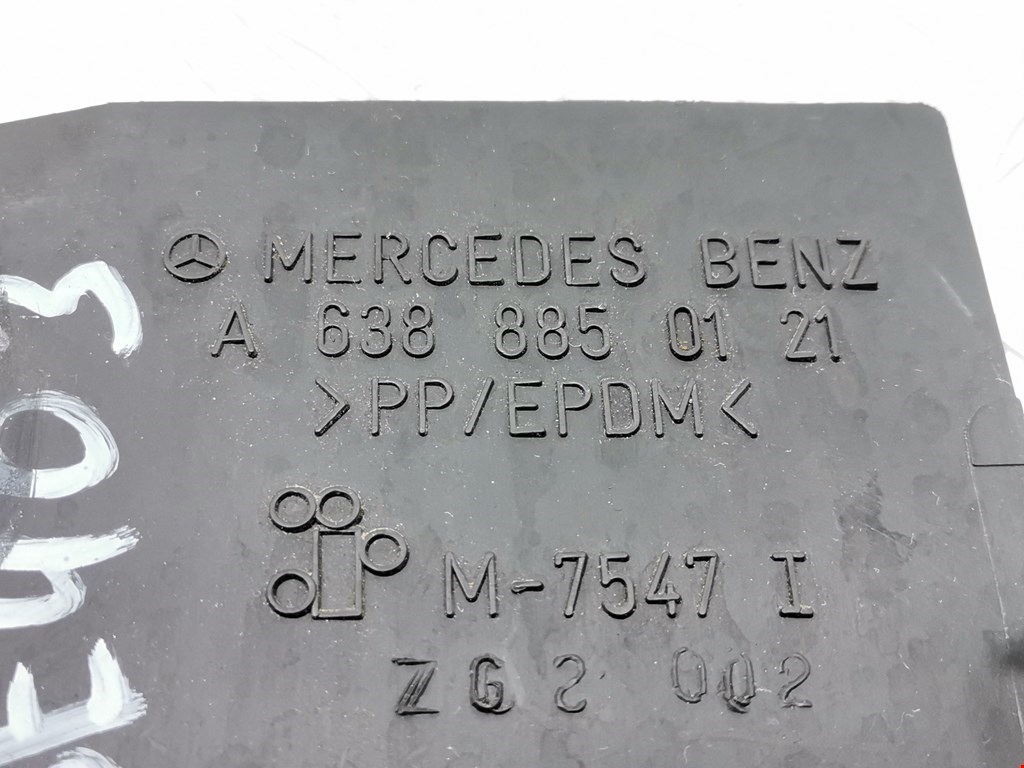 MERCEDES BENZ
A 638 885 01 21
>PP/EPDM<
M-7547 I
ZG2 002